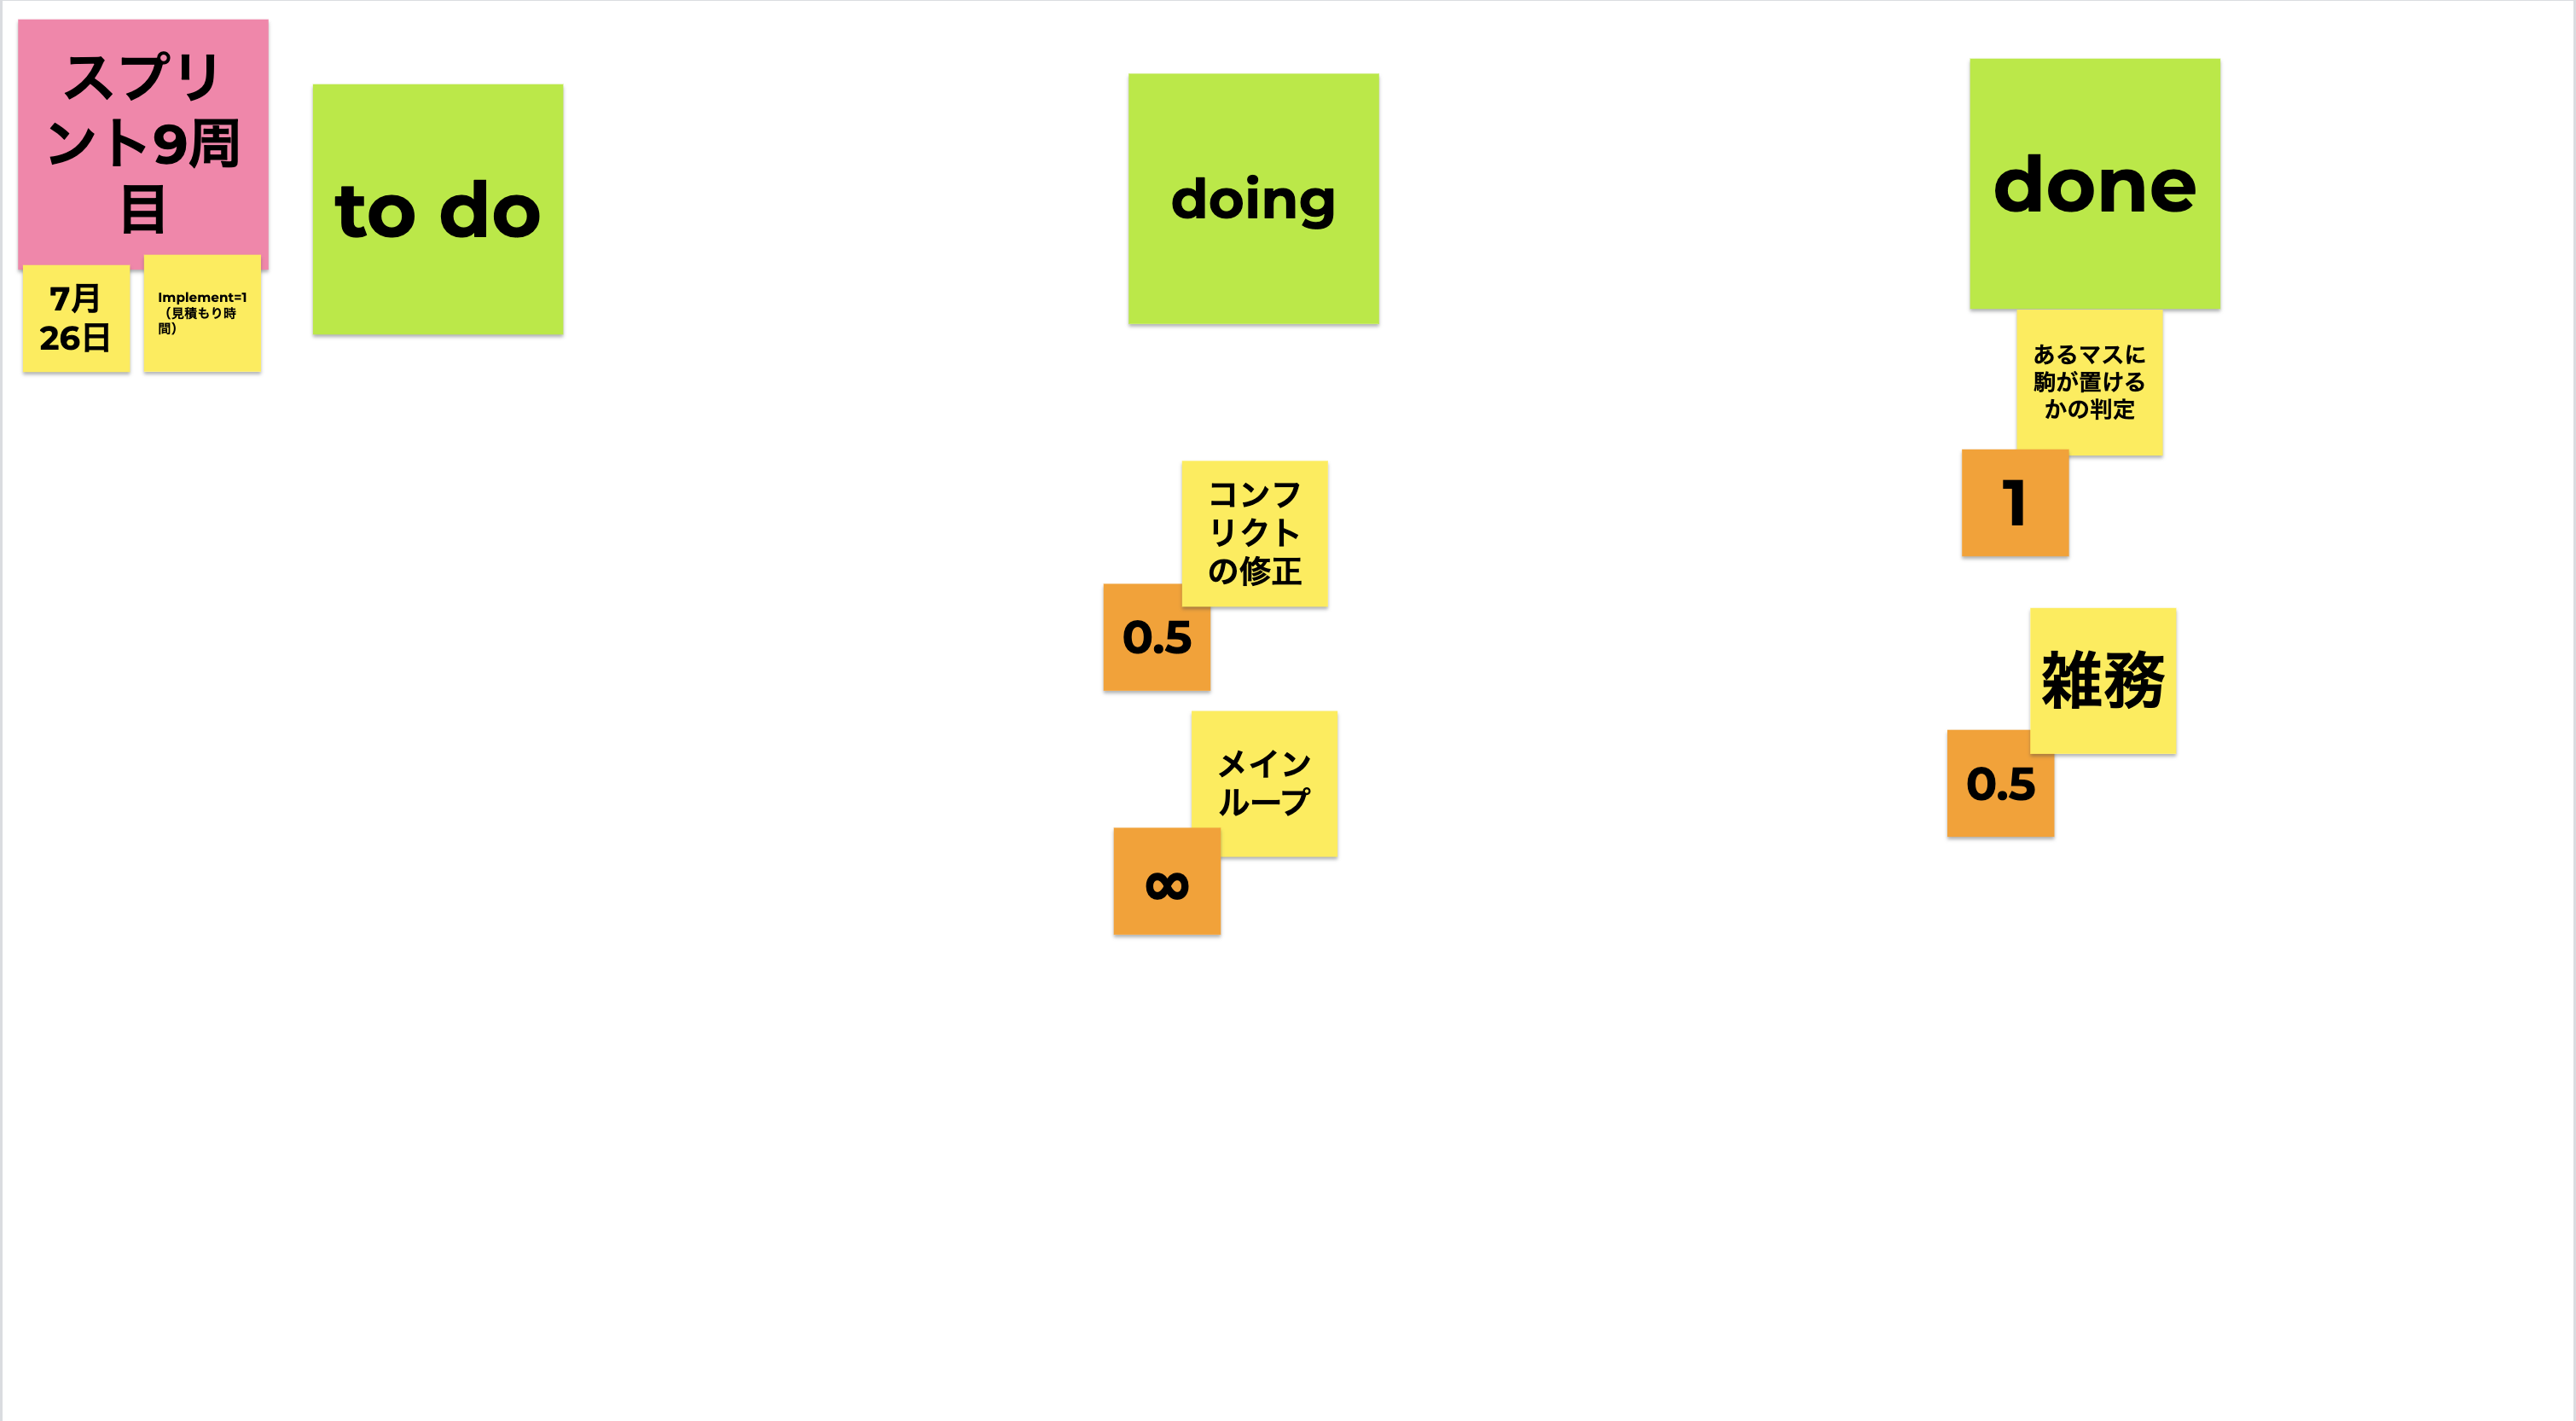 スプリ
ント9周
目
7月
26日
Implement=1
（見積もり時
間）
to do
doing
コンフ
リクト
の修正
0.5
メイン
ループ
∞
done
あるマスに
駒が置ける
かの判定
1
雑務
0.5